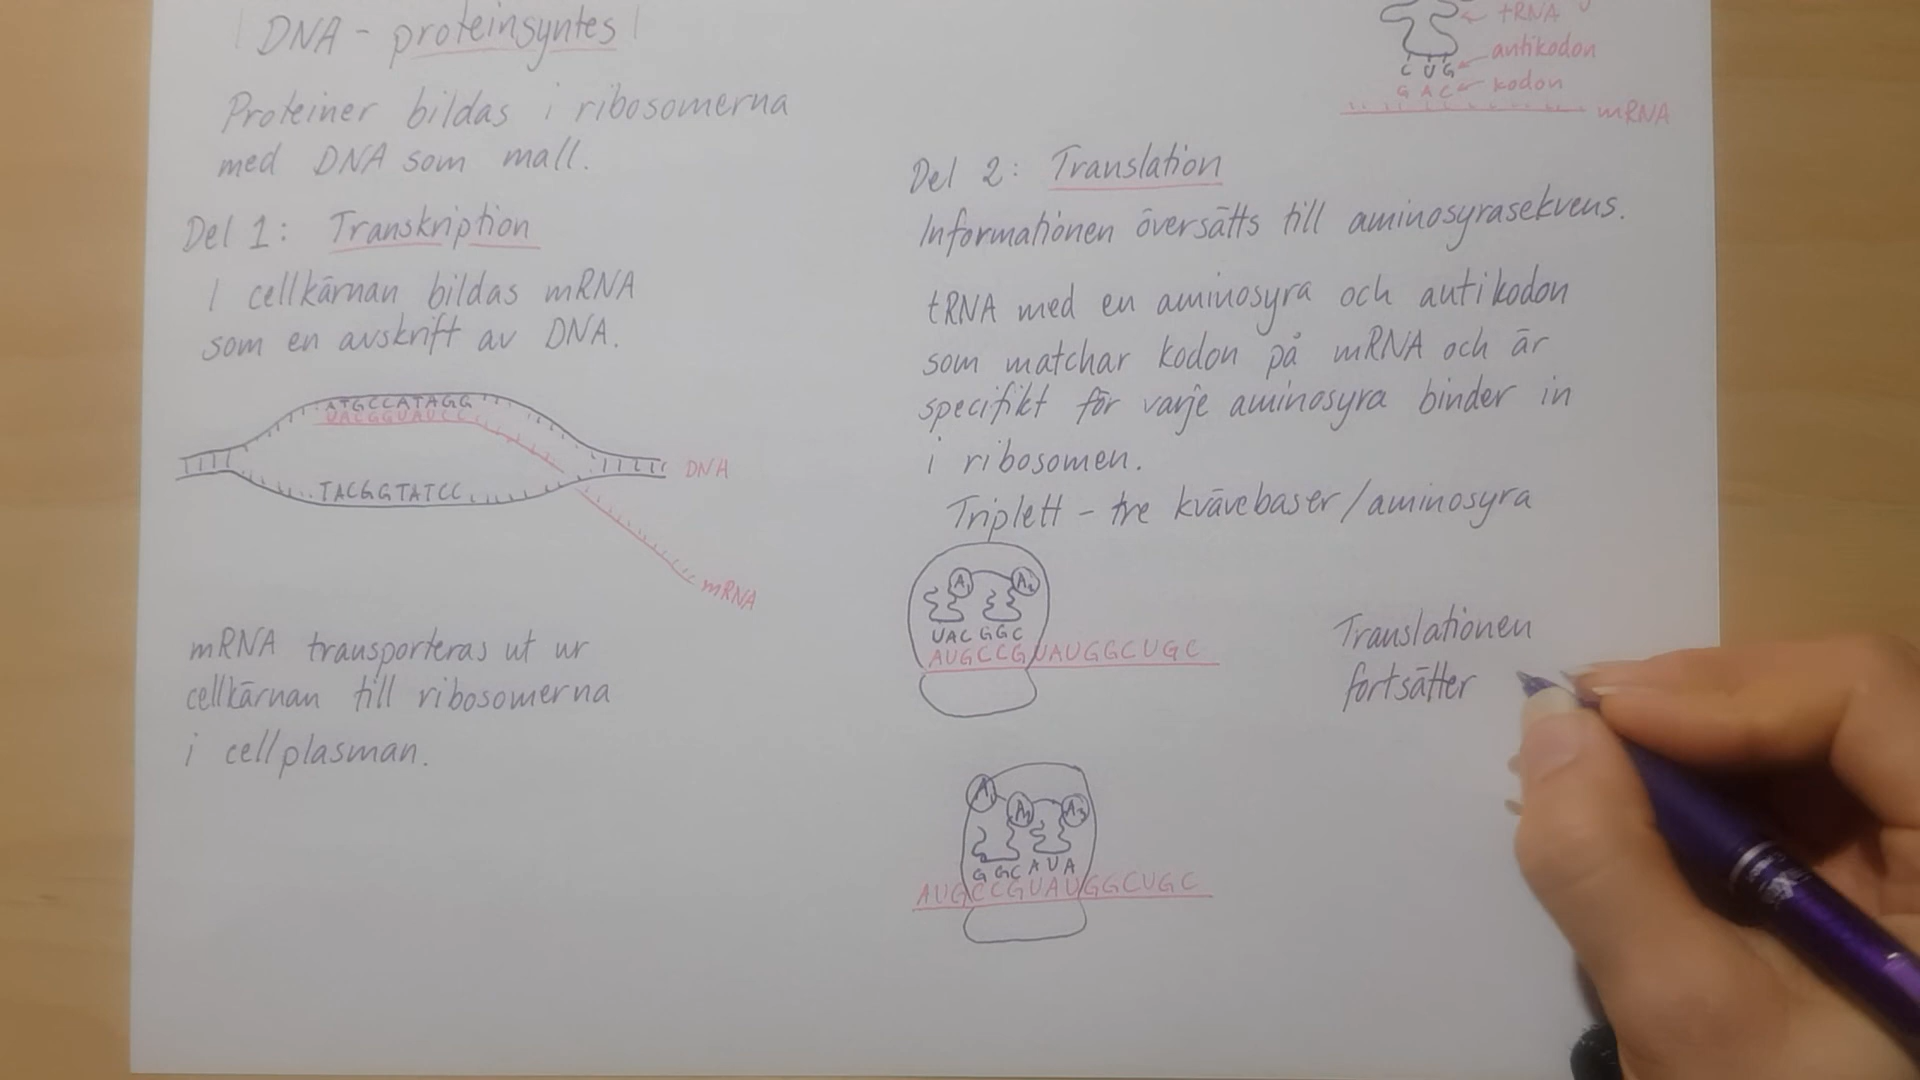 DNA - proteinsyntes
Proteiner bildas i ribosomerna
med DNA som mall.
Del 1: Transkription
I cellkärnan bildas mRNA
som en avskrift av DNA.
ATGCCATAGG
UACGGUAUCC
DNA
TACGGTATCC
mRNA
mRNA transporteras ut ur
cellkärnan till ribosomerna
i cellplasman.
tRNA
antikodon
CUG
GAC
kodon
mRNA
Del 2: Translation
Informationen översätts till aminosyrasekvens.
tRNA med en aminosyra och antikodon
som matchar kodon på mRNA och är
specifikt för varje aminosyra binder in
i ribosomen.
Triplett - tre kvävebaser/aminosyra
A1 A2
UAC GGC
AUGCCGUAUGGCUGC
Translationen
fortsätter
A1 A3
GGC AUA
AUGCCGUAUGGCUGC